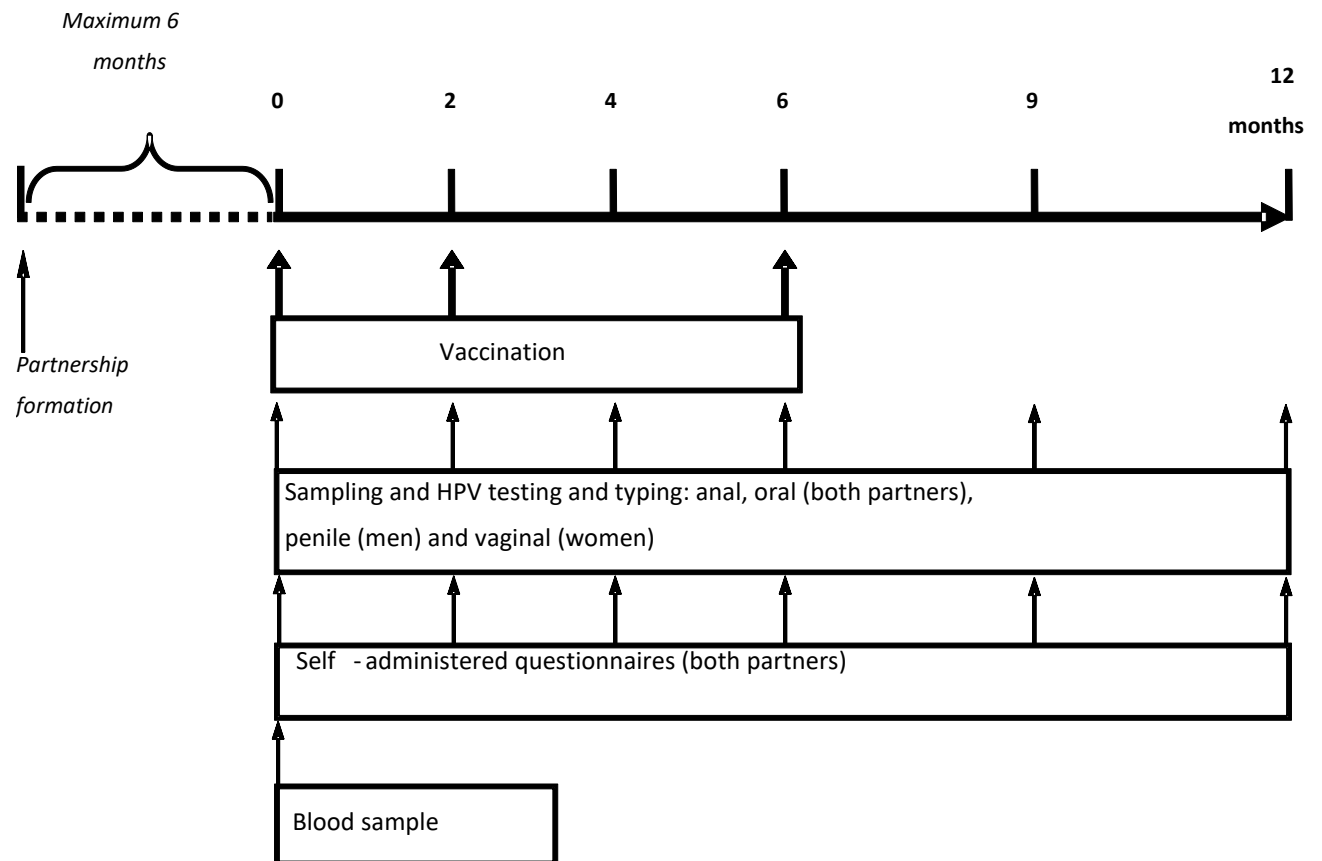 Maximum 6
months
0
2
4
6
9
12
months
Partnership
formation
Vaccination
Sampling and HPV testing and typing: anal, oral (both partners),
penile (men) and vaginal (women)
Self - administered questionnaires (both partners)
Blood sample